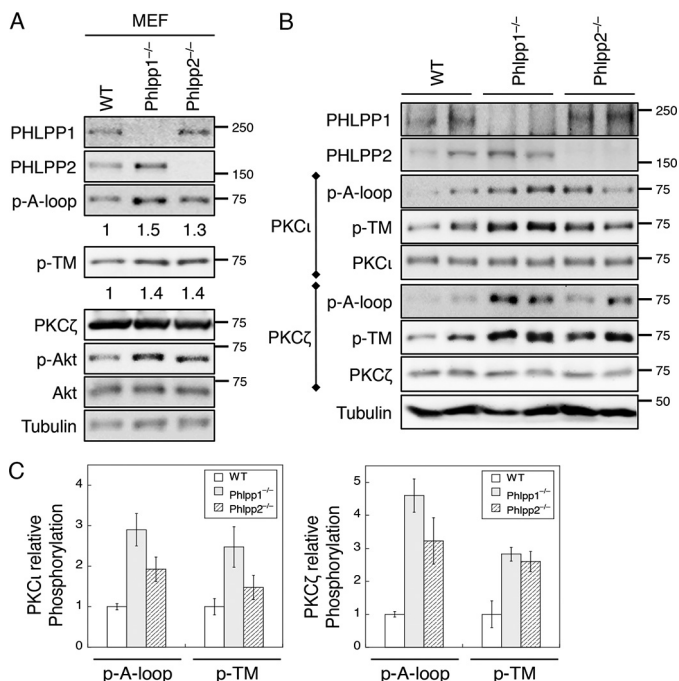 A
MEF
WT Phlpp1–/– Phlpp2–/–
PHLPP1 250
PHLPP2 150
p-A-loop 75
1 1.5 1.3
p-TM 75
1 1.4 1.4
PKCζ 75
p-Akt 75
Akt 75
Tubulin
B
WT Phlpp1–/– Phlpp2–/–
PHLPP1 250
PHLPP2 150
PKCι
p-A-loop 75
p-TM 75
PKCι 75
PKCζ
p-A-loop 75
p-TM 75
PKCζ 75
Tubulin 50
C
PKCι relative
Phosphorylation
4
3
2
1
0
WT
Phlpp1–/–
Phlpp2–/–
p-A-loop p-TM
PKCζ relative
Phosphorylation
5
4
3
2
1
0
WT
Phlpp1–/–
Phlpp2–/–
p-A-loop p-TM